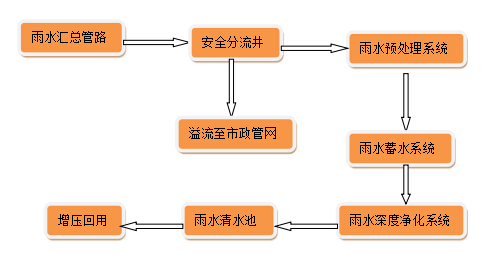 雨水汇总管路
安全分流井
雨水预处理系统
溢流至市政管网
雨水蓄水系统
雨水深度净化系统
雨水清水池
增压回用